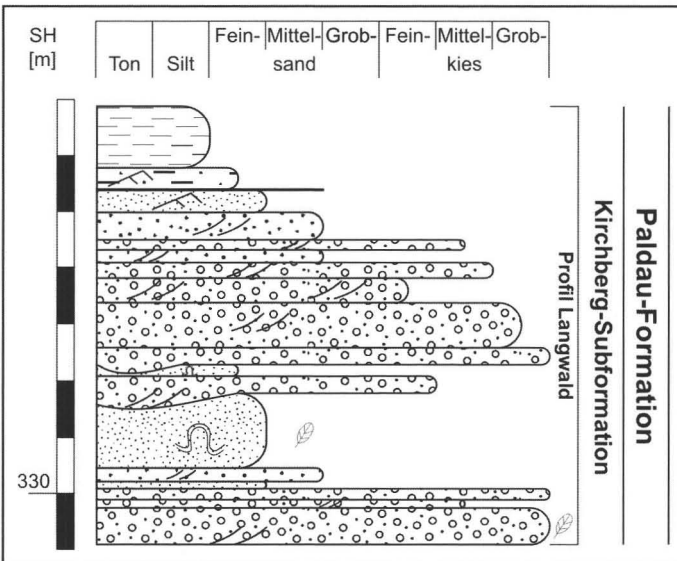 SH
[m]
Fein- Mittel- Grob- Fein- Mittel- Grob-
Ton Silt sand kies
330
Profil Langwald
Kirchberg-Subformation
Paldau-Formation